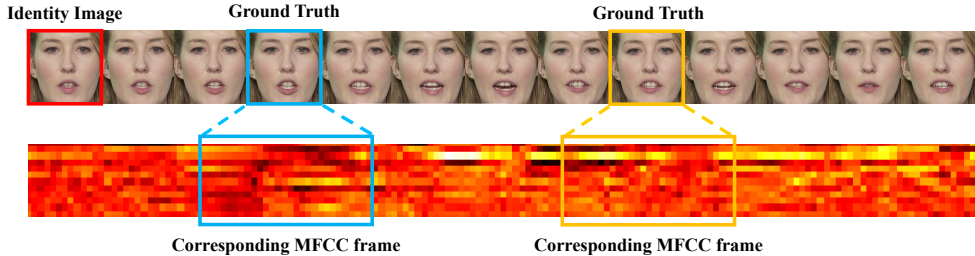 Identity Image
Ground Truth
Ground Truth
Corresponding MFCC frame
Corresponding MFCC frame